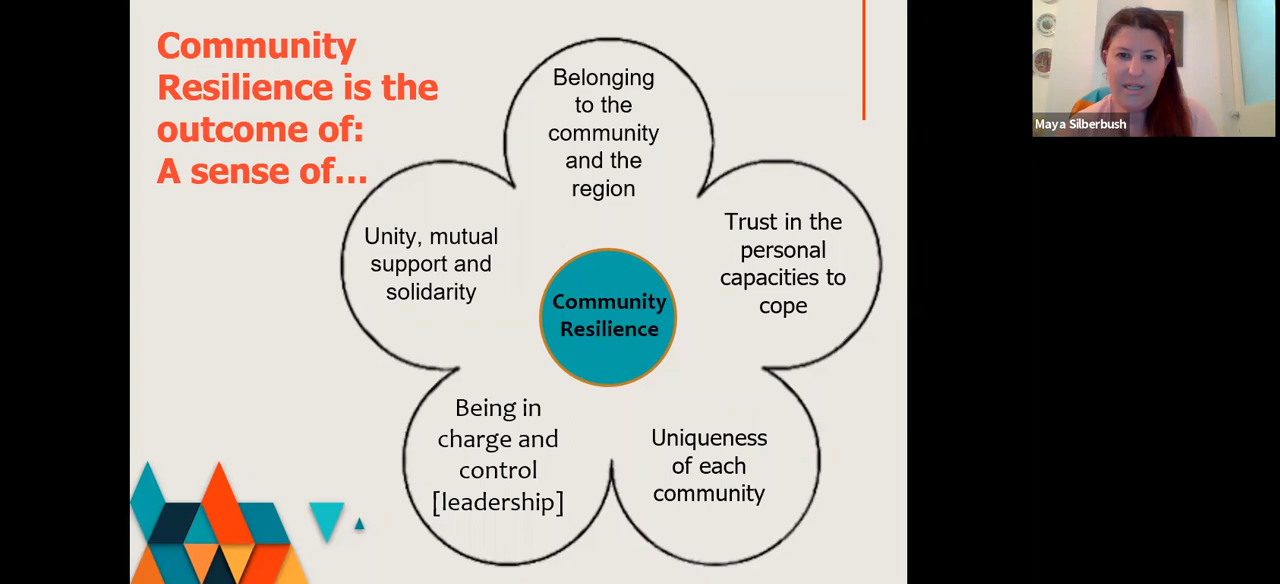 Community
Resilience is the
outcome of:
A sense of...
Belonging
to the
community
and the
region
Trust in the
personal
capacities to
cope
Uniqueness
of each
community
Being in
charge and
control
[leadership]
Unity, mutual
support and
solidarity
Community
Resilience
Maya Silberbush